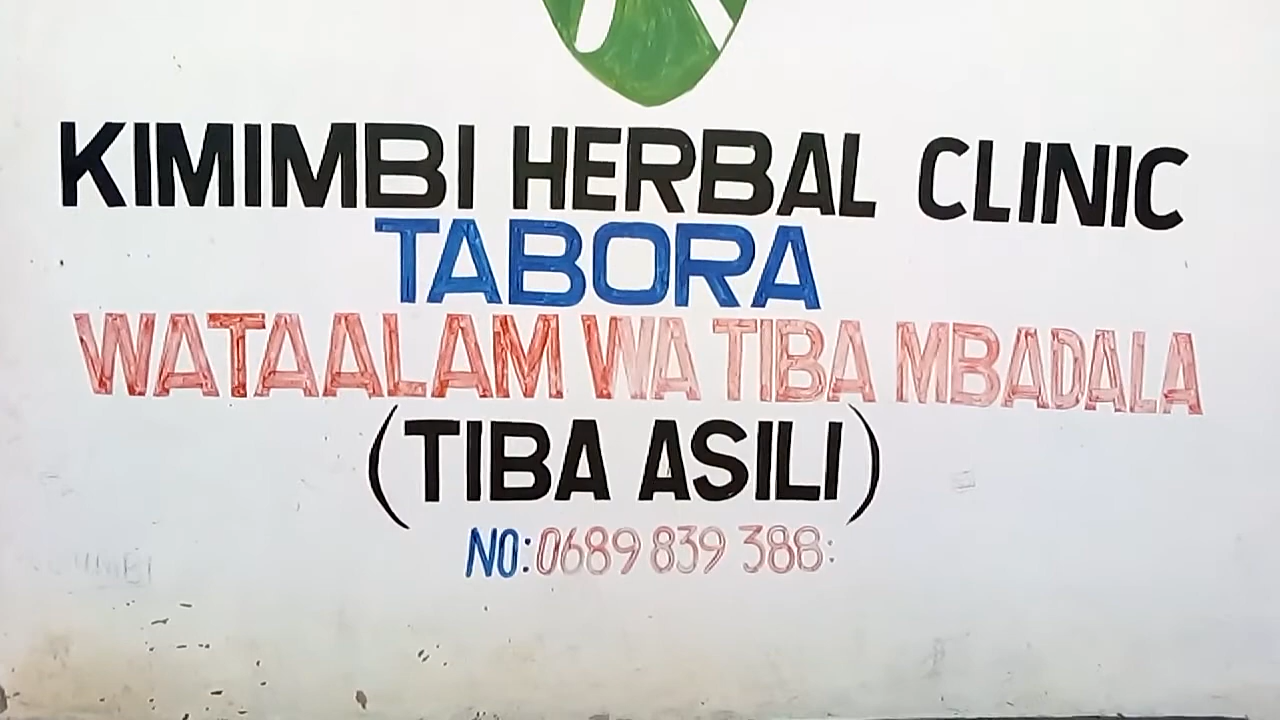 KIMIMBI HERBAL CLINIC
TABORA
WATAALAM WA TIBA MBADALA
(TIBA ASILI)
NO: 0689 839 388: